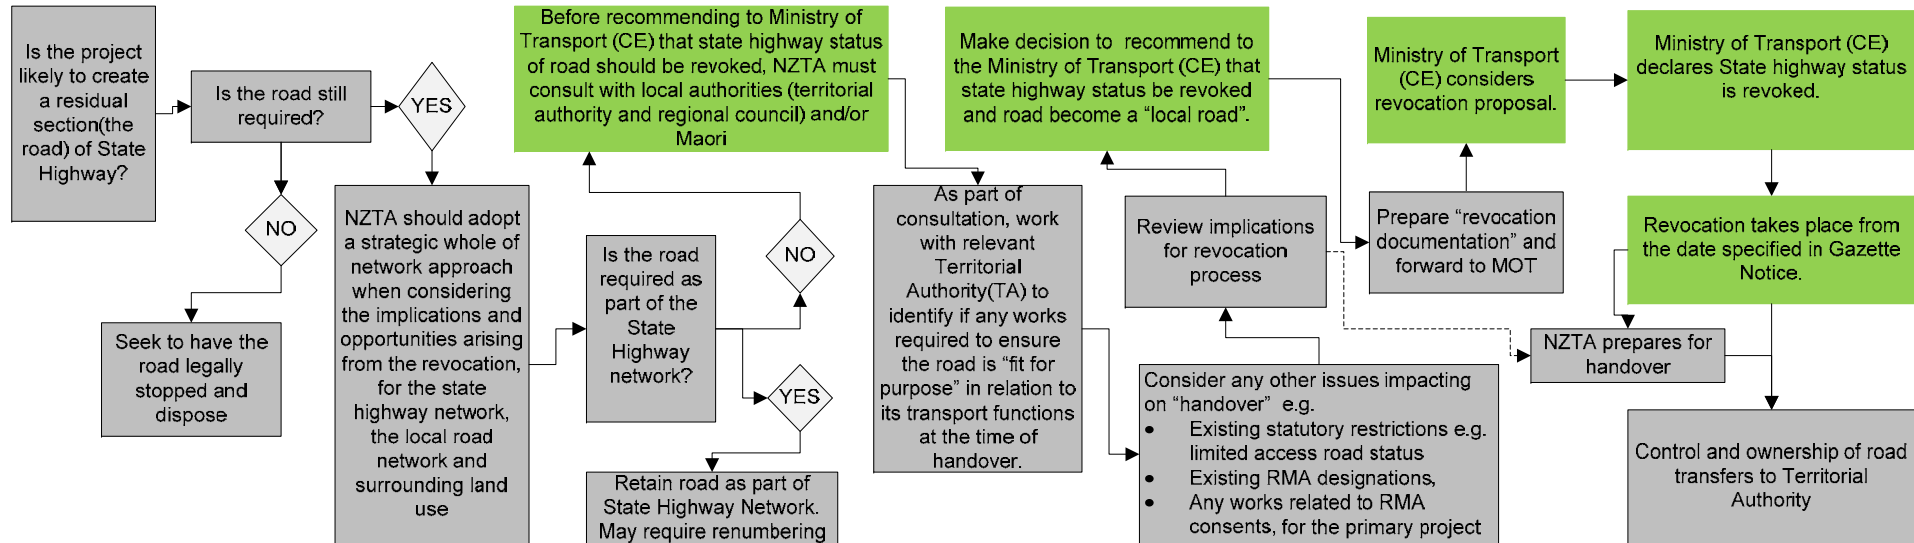 Is the project
likely to create
a residual
section(the
road) of State
Highway?
Is the road still
required?
YES
NO
Seek to have the
road legally
stopped and
dispose
NZTA should adopt
a strategic whole of
network approach
when considering
the implications and
opportunities arising
from the revocation,
for the state
highway network,
the local road
network and
surrounding land
use
Is the road
required as
part of the
State
Highway
network?
NO
YES
Retain road as part of
State Highway Network.
May require renumbering
Before recommending to Ministry of
Transport (CE) that state highway status
of road should be revoked, NZTA must
consult with local authorities (territorial
authority and regional council) and/or
Maori
As part of
consultation, work
with relevant
Territorial
Authority(TA) to
identify if any works
required to ensure
the road is “fit for
purpose” in relation to
its transport functions
at the time of
handover.
Consider any other issues impacting
on “handover” e.g.
• Existing statutory restrictions e.g.
limited access road status
• Existing RMA designations,
• Any works related to RMA
consents, for the primary project
Review implications
for revocation
process
Make decision to recommend to
the Ministry of Transport (CE) that
state highway status be revoked
and road become a “local road”.
Prepare “revocation
documentation” and
forward to MOT
Ministry of Transport
(CE) considers
revocation proposal.
Ministry of Transport (CE)
declares State highway status
is revoked.
Revocation takes place from
the date specified in Gazette
Notice.
NZTA prepares for
handover
Control and ownership of road
transfers to Territorial
Authority